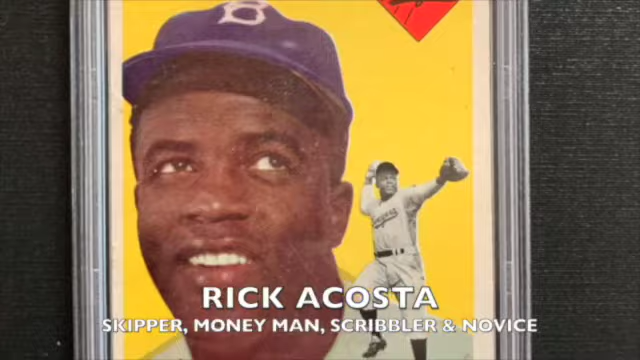 B
RICK ACOSTA
SKIPPER, MONEY MAN, SCRIBBLER & NOVICE